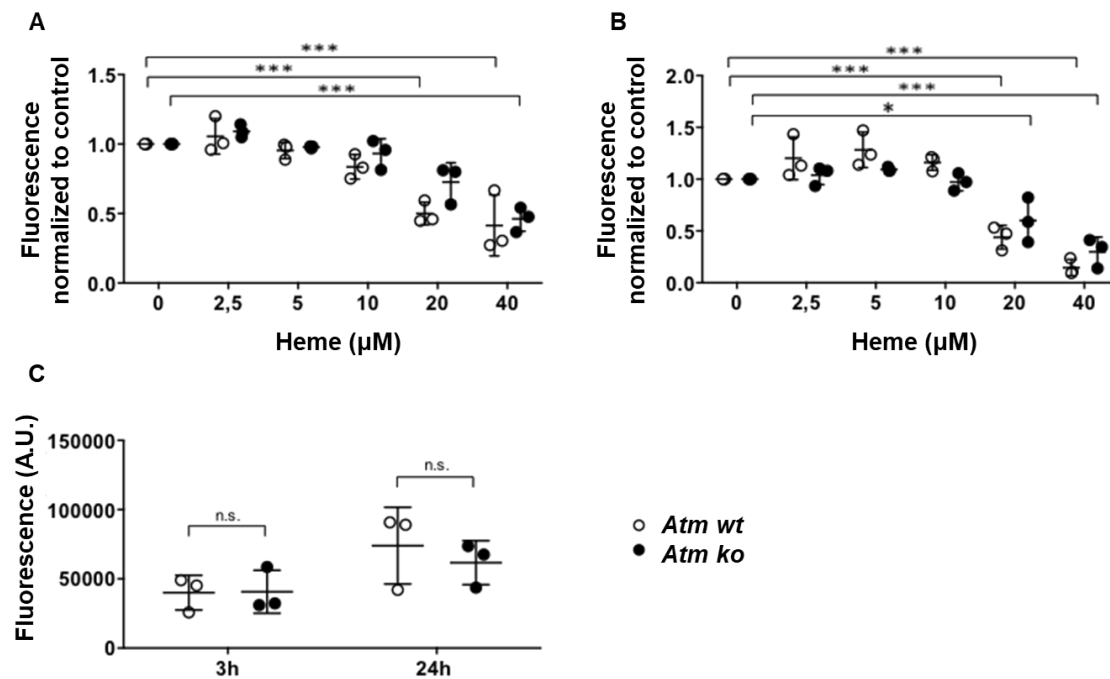 A
Fluorescence
normalized to control
1.5
1.0
0.5
0.0
***
***
***
0 2,5 5 10 20 40
Heme (µM)
B
Fluorescence
normalized to control
2.0
1.5
1.0
0.5
0.0
***
***
***
*
0 2,5 5 10 20 40
Heme (µM)
C
Fluorescence (A.U.)
150000
100000
50000
0
n.s.
n.s.
3h 24h
Atm wt
Atm ko